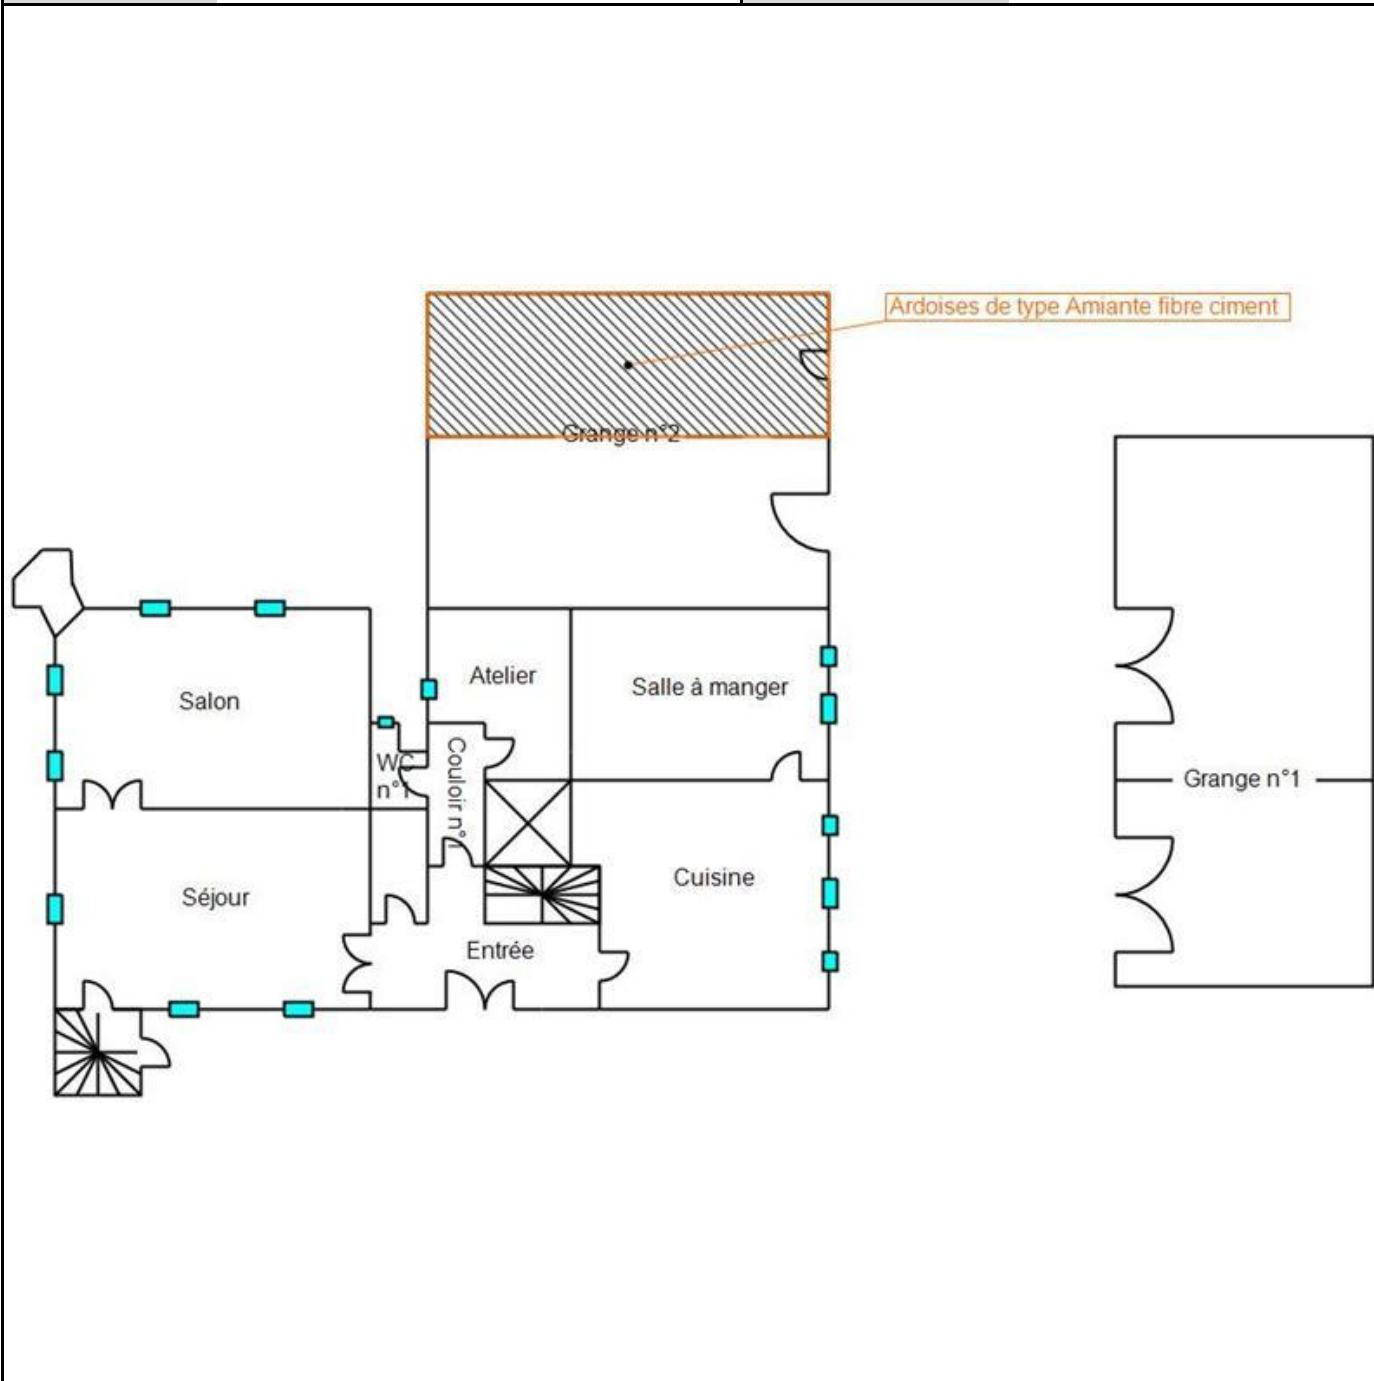 Ardoises de type Amiante fibre ciment
Grange n°2
Atelier
Salle à manger
Salon
WC
n°1
Couloir n°1
Grange n°1
Cuisine
Séjour
Entrée